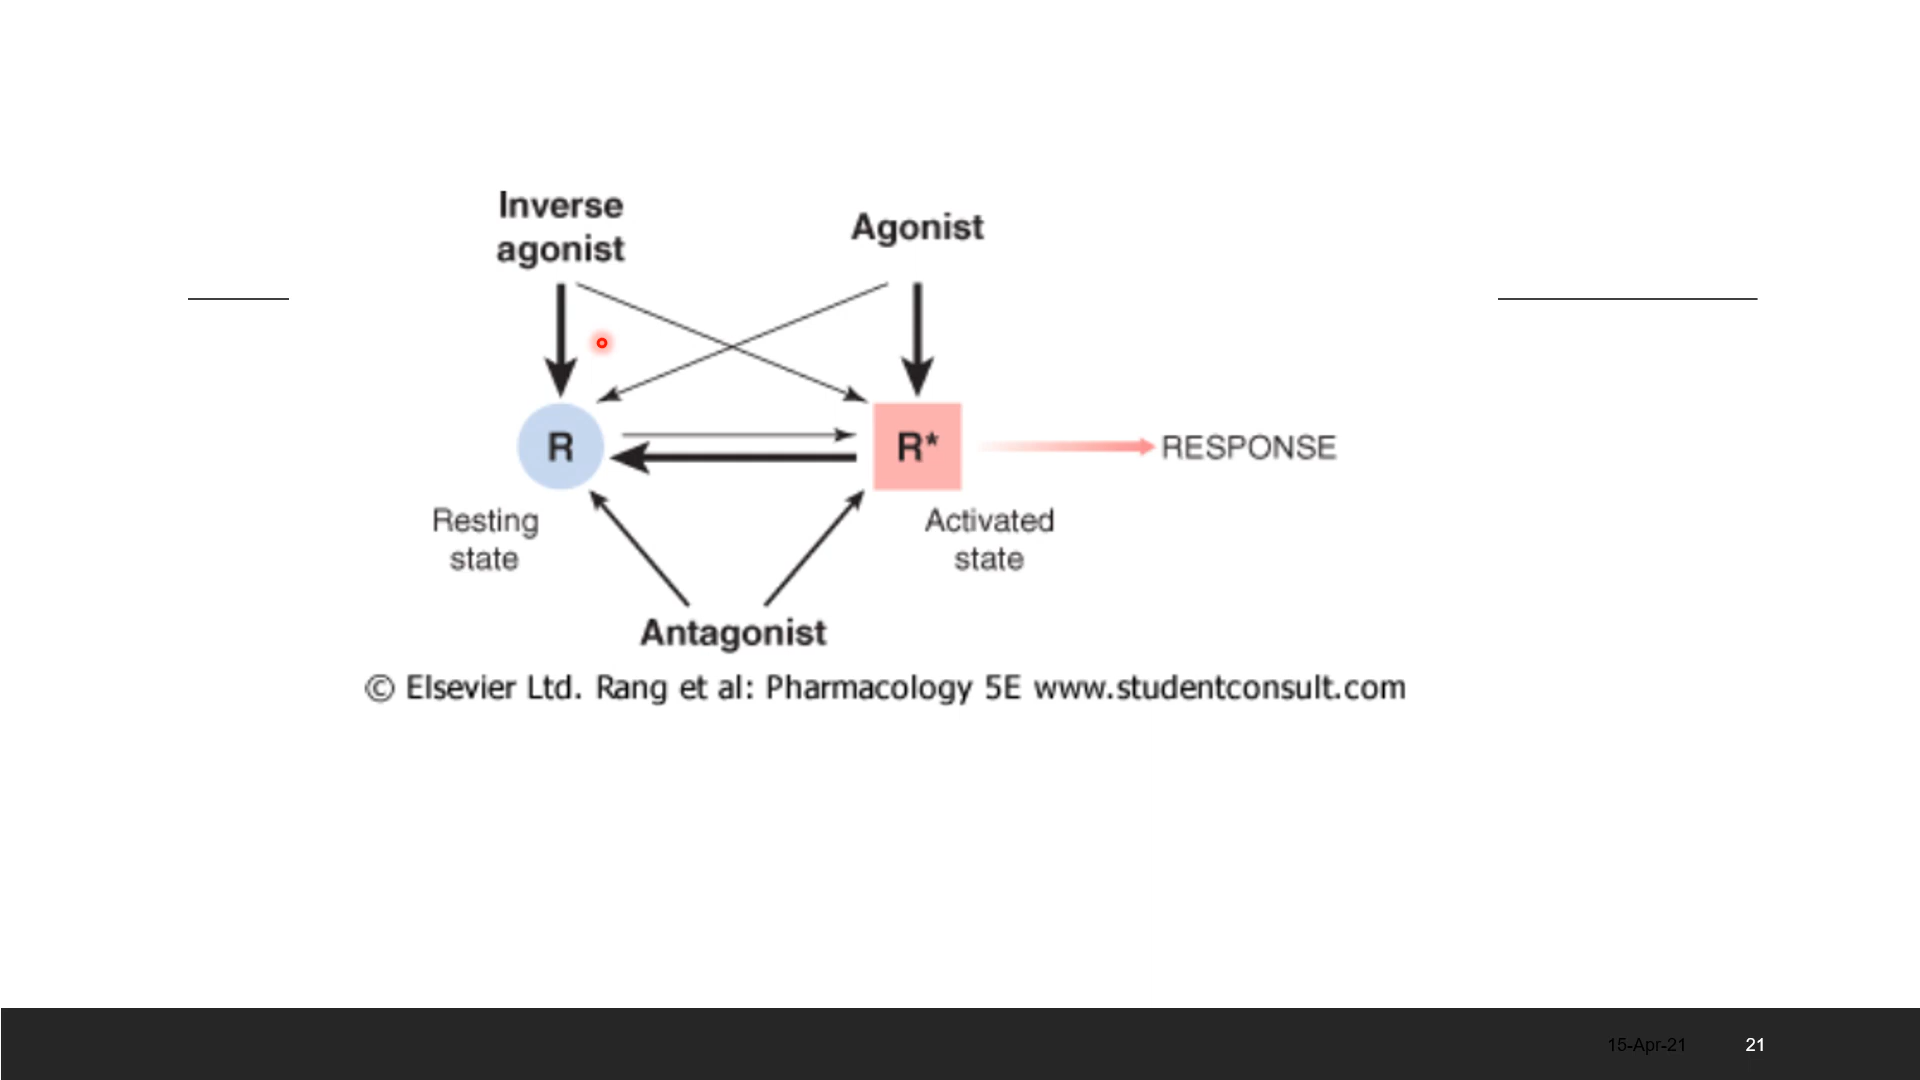 Inverse
agonist
Agonist
R
R*
RESPONSE
Resting
state
Activated
state
Antagonist
© Elsevier Ltd. Rang et al: Pharmacology 5E www.studentconsult.com
15-Apr-21
21